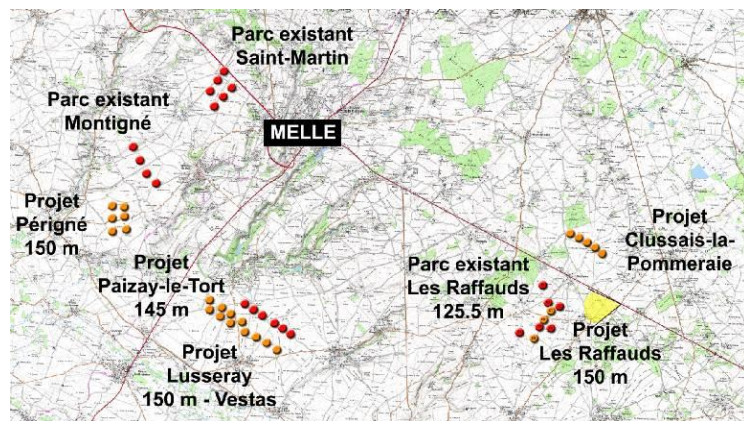 Parc existant
Saint-Martin
Parc existant
Montigné
MELLE
Projet
Périgné
150 m
Projet
Clussais-la-
Pommeraie
Projet
Paizay-le-Tort
145 m
Parc existant
Les Raffauds
125.5 m
Projet
Lusseray
150 m - Vestas
Projet
Les Raffauds
150 m